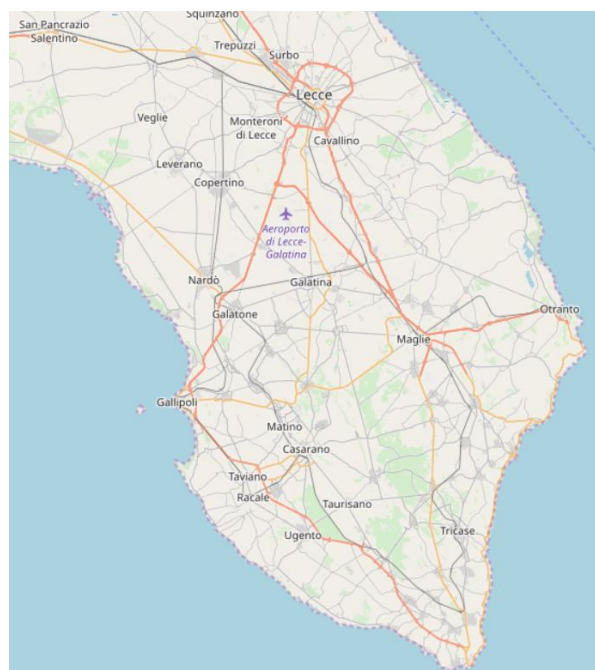 Squinzano
San Pancrazio
Salentino
Trepuzzi
Surbo
Lecce
Veglie
Monteroni
di Lecce
Cavallino
Leverano
Copertino
Aeroporto
di Lecce-
Galatina
Nardò
Galatina
Galatone
Otranto
Maglie
Gallipoli
Matino
Casarano
Taviano
Racale
Taurisano
Ugento
Tricase